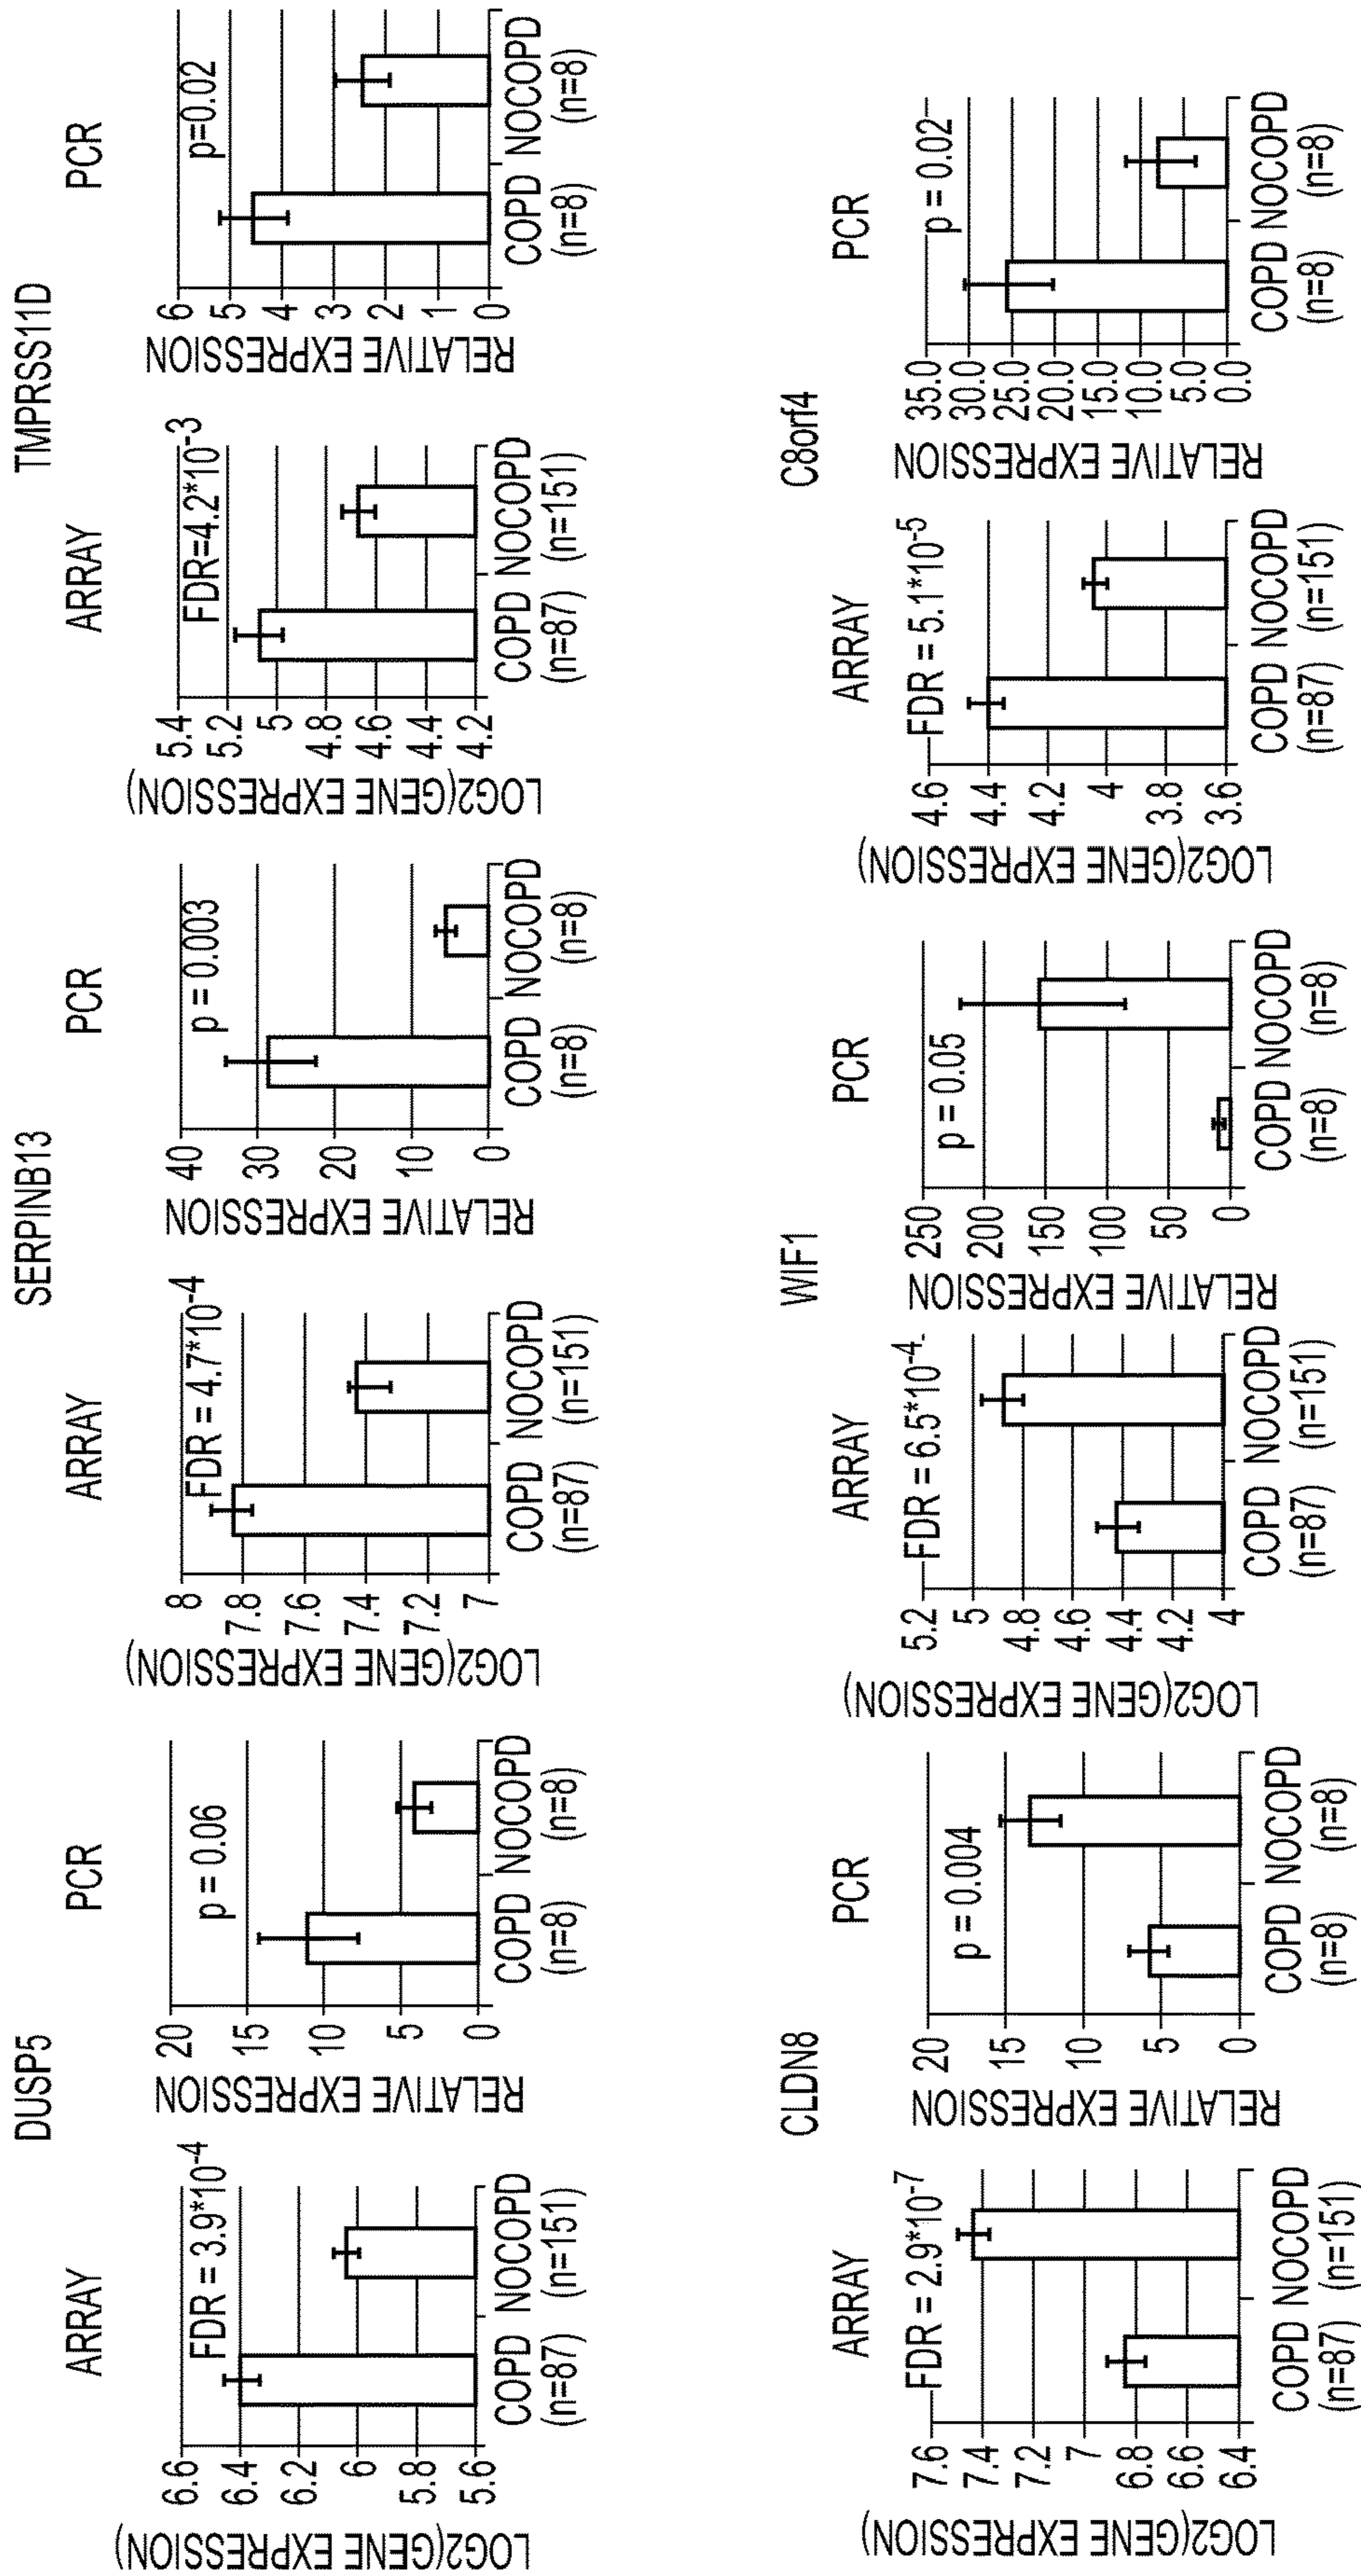 DUSP5
ARRAY
LOG2(GENE EXPRESSION)
6.6
6.4
6.2
6
5.8
5.6
FDR = 3.9*10-4
COPD NOCOPD
(n=87) (n=151)
PCR
RELATIVE EXPRESSION
20
15
10
5
0
p = 0.06
COPD NOCOPD
(n=8) (n=8)
SERPINB13
ARRAY
LOG2(GENE EXPRESSION)
8
7.8
7.6
7.4
7.2
7
FDR = 4.7*10-4
COPD NOCOPD
(n=87) (n=151)
PCR
RELATIVE EXPRESSION
40
30
20
10
0
p = 0.003
COPD NOCOPD
(n=8) (n=8)
TMPRSS11D
ARRAY
LOG2(GENE EXPRESSION)
5.4
5.2
5
4.8
4.6
4.4
4.2
FDR=4.2*10-3
COPD NOCOPD
(n=87) (n=151)
PCR
RELATIVE EXPRESSION
6
5
4
3
2
1
0
p=0.02
COPD NOCOPD
(n=8) (n=8)
CLDN8
ARRAY
LOG2(GENE EXPRESSION)
7.6
7.4
7.2
7
6.8
6.6
6.4
FDR = 2.9*10-7
COPD NOCOPD
(n=87) (n=151)
PCR
RELATIVE EXPRESSION
20
15
10
5
0
p = 0.004
COPD NOCOPD
(n=8) (n=8)
WIF1
ARRAY
LOG2(GENE EXPRESSION)
5.2
5
4.8
4.6
4.4
4.2
4
FDR = 6.5*10-4
COPD NOCOPD
(n=87) (n=151)
PCR
RELATIVE EXPRESSION
250
200
150
100
50
0
p = 0.05
COPD NOCOPD
(n=8) (n=8)
C8orf4
ARRAY
LOG2(GENE EXPRESSION)
4.6
4.4
4.2
4
3.8
3.6
FDR = 5.1*10-5
COPD NOCOPD
(n=87) (n=151)
PCR
RELATIVE EXPRESSION
35.0
30.0
25.0
20.0
15.0
10.0
5.0
0.0
p = 0.02
COPD NOCOPD
(n=8) (n=8)